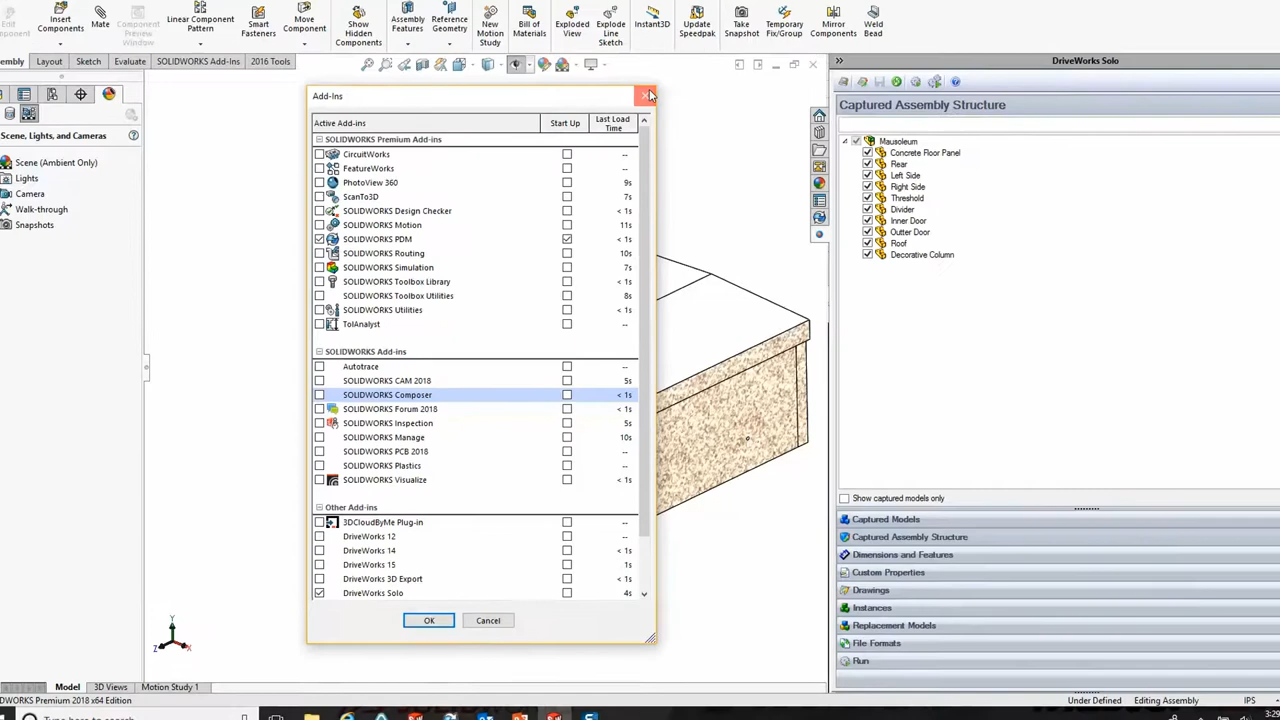 Insert Components
Mate
Component Preview Window
Linear Component Pattern
Smart Fasteners
Move Component
Show Hidden Components
Assembly Features
Reference Geometry
New Motion Study
Bill of Materials
Exploded View
Explode Line Sketch
Instant3D
Update Speedpak
Take Snapshot
Temporary Fix/Group
Mirror Components
Weld Bead
Layout
Sketch
Evaluate
SOLIDWORKS Add-Ins
2016 Tools
DriveWorks Solo
Captured Assembly Structure
Scene, Lights, and Cameras
Scene (Ambient Only)
Lights
Camera
Walk-through
Snapshots
Add-Ins
Active Add-ins Start Up Last Load Time
SOLIDWORKS Premium Add-ins
CircuitWorks --
FeatureWorks --
PhotoView 360 9s
ScanTo3D 7s
SOLIDWORKS Design Checker < 1s
SOLIDWORKS Motion 11s
SOLIDWORKS PDM < 1s
SOLIDWORKS Routing 10s
SOLIDWORKS Simulation 7s
SOLIDWORKS Toolbox Library < 1s
SOLIDWORKS Toolbox Utilities 8s
SOLIDWORKS Utilities < 1s
TolAnalyst --
SOLIDWORKS Add-ins
Autotrace --
SOLIDWORKS CAM 2018 5s
SOLIDWORKS Composer < 1s
SOLIDWORKS Forum 2018 < 1s
SOLIDWORKS Inspection 5s
SOLIDWORKS Manage 10s
SOLIDWORKS PCB 2018 --
SOLIDWORKS Plastics --
SOLIDWORKS Visualize < 1s
Other Add-ins
3DCloudByMe Plug-in --
DriveWorks 12 --
DriveWorks 14 < 1s
DriveWorks 15 1s
DriveWorks 3D Export < 1s
DriveWorks Solo 4s
OK Cancel
Mausoleum
Concrete Floor Panel
Rear
Left Side
Right Side
Threshold
Divider
Inner Door
Outter Door
Roof
Decorative Column
Show captured models only
Captured Models
Captured Assembly Structure
Dimensions and Features
Custom Properties
Drawings
Instances
Replacement Models
File Formats
Run
Y
Z X
Model 3D Views Motion Study 1
Under Defined Editing Assembly IPS